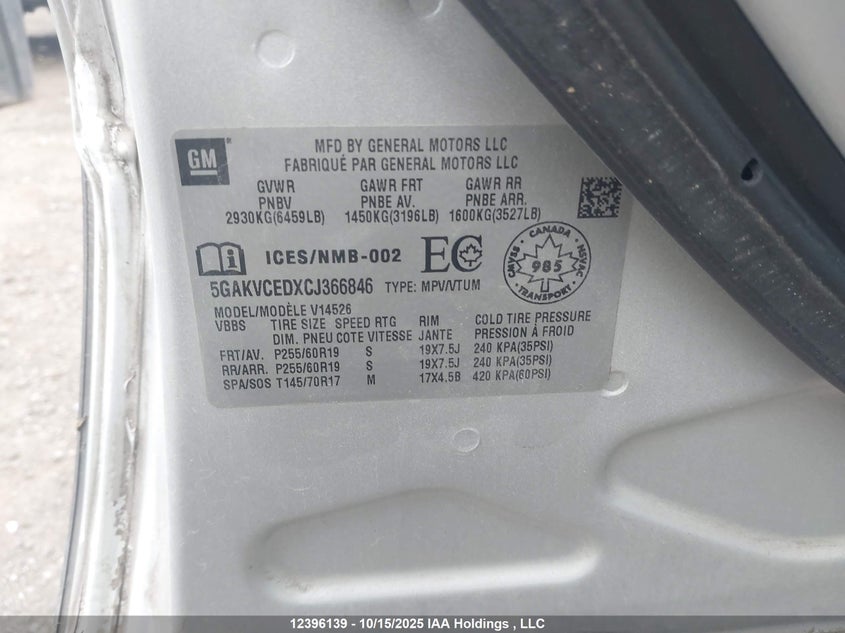 GM
MFD BY GENERAL MOTORS LLC
FABRIQUÉ PAR GENERAL MOTORS LLC
GVWR GAWR FRT GAWR RR
PNBV PNBE AV. PNBE ARR.
2930KG(6459LB) 1450KG(3196LB) 1600KG(3527LB)
ICES/NMB-002 EC
CANADA
SVAC NSVAC
985
TRANSPORT
5GAKVCEDXCJ366846 TYPE: MPV/VTUM
MODEL/MODÈLE V14526
VBBS TIRE SIZE SPEED RTG RIM COLD TIRE PRESSURE
DIM. PNEU COTE VITESSE JANTE PRESSION À FROID
FRT/AV. P255/60R19 S 19X7.5J 240 KPA(35PSI)
RR/ARR. P255/60R19 S 19X7.5J 240 KPA(35PSI)
SPA/SOS T145/70R17 M 17X4.5B 420 KPA(60PSI)
12396139 - 10/15/2025 IAA Holdings , LLC